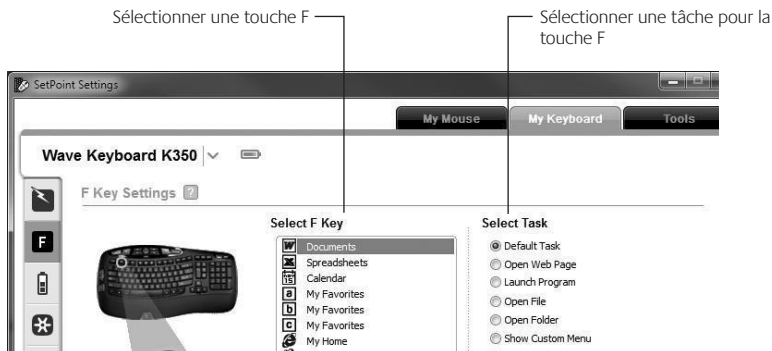 Sélectionner une touche F
Sélectionner une tâche pour la
touche F
SetPoint Settings
My Mouse
My Keyboard
Tools
Wave Keyboard K350
F Key Settings ?
Select F Key
Documents
Spreadsheets
Calendar
My Favorites
My Favorites
My Favorites
My Home
Select Task
Default Task
Open Web Page
Launch Program
Open File
Open Folder
Show Custom Menu